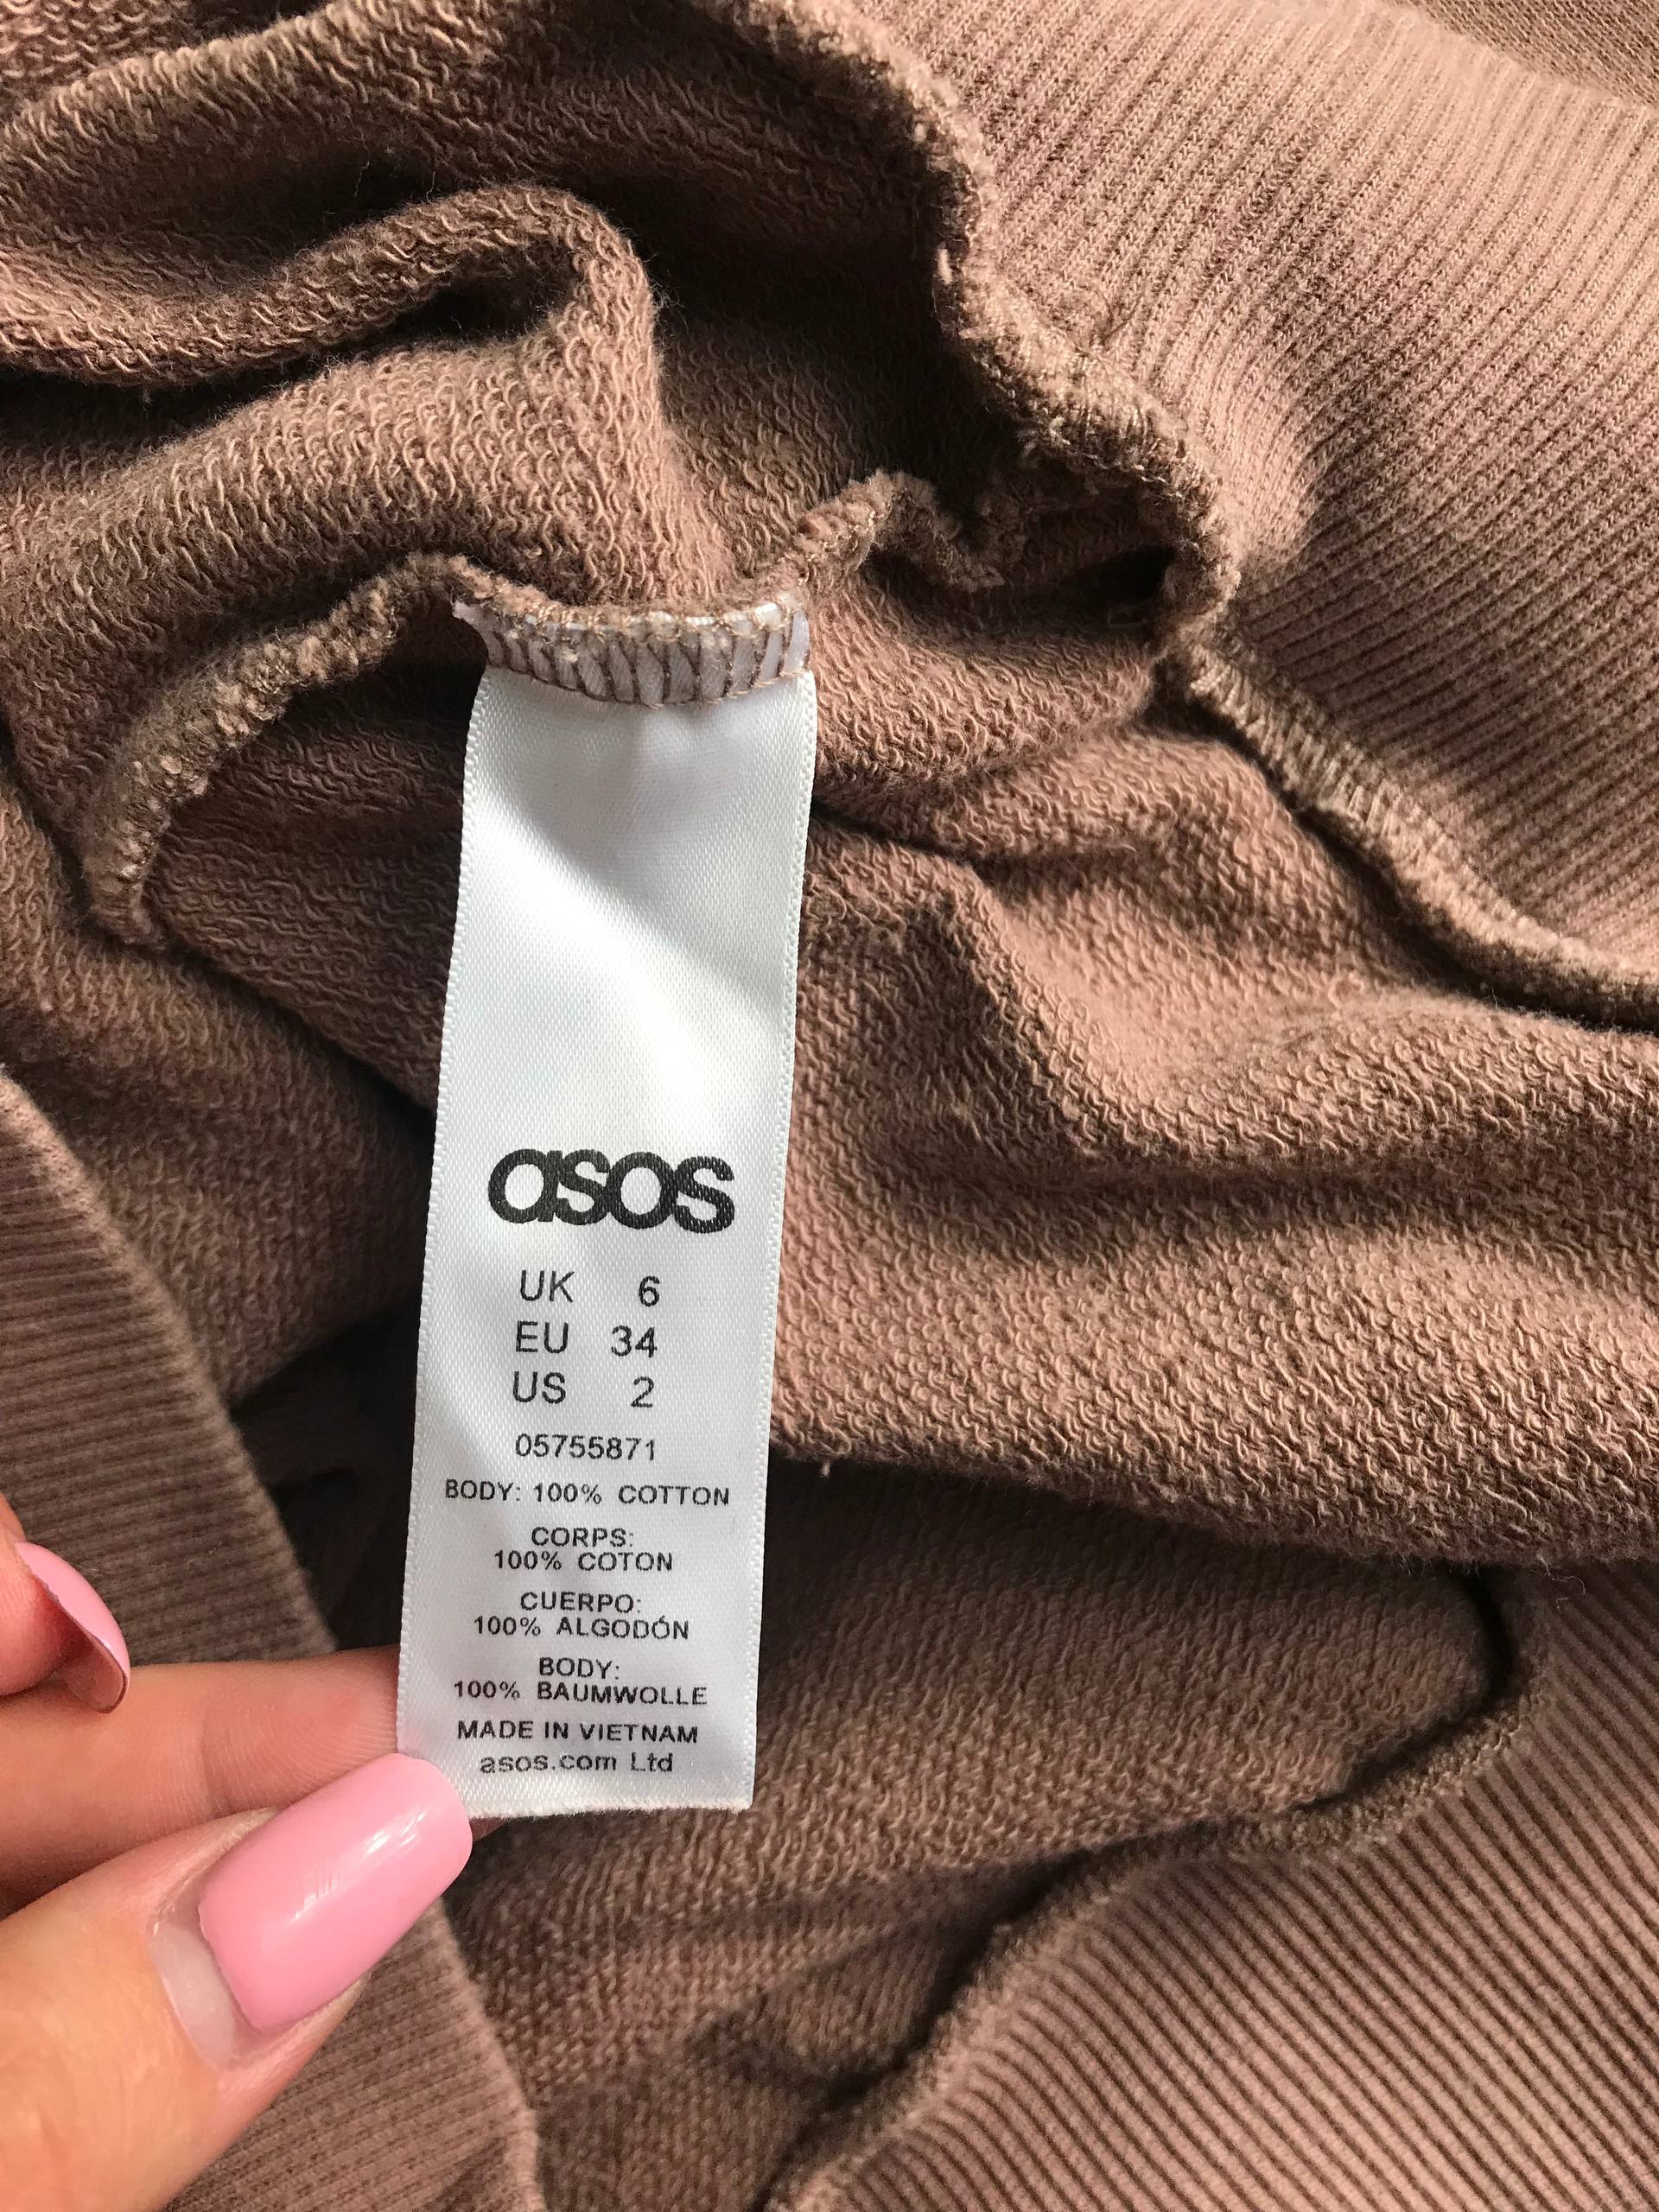 asos
UK 6
EU 34
US 2
05755871
BODY: 100% COTTON
CORPS:
100% COTON
CUERPO:
100% ALGODÓN
BODY:
100% BAUMWOLLE
MADE IN VIETNAM
asos.com Ltd